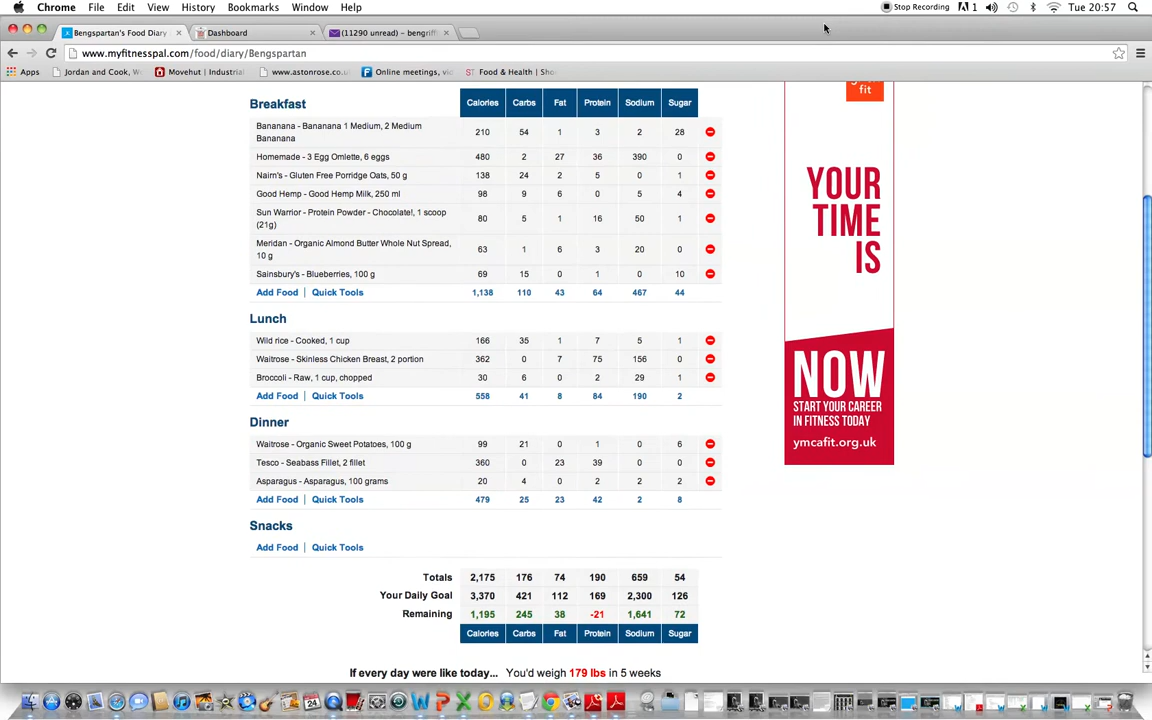 Chrome File Edit View History Bookmarks Window Help Stop Recording 1 Tue 20:57
Bengspartan's Food Diary Dashboard (11290 unread) - bengriff
www.myfitnesspal.com/food/diary/Bengspartan
Apps Jordan and Cook, W Movehut | Industrial www.astonrose.co.u Online meetings, vi ST Food & Health | Sho
Breakfast Calories Carbs Fat Protein Sodium Sugar
Bananana - Bananana 1 Medium, 2 Medium
Bananana 210 54 1 3 2 28
Homemade - 3 Egg Omlette, 6 eggs 480 2 27 36 390 0
Nairn's - Gluten Free Porridge Oats, 50 g 138 24 2 5 0 1
Good Hemp - Good Hemp Milk, 250 ml 98 9 6 0 5 4
Sun Warrior - Protein Powder - Chocolate!, 1 scoop
(21g) 80 5 1 16 50 1
Meridan - Organic Almond Butter Whole Nut Spread,
10 g 63 1 6 3 20 0
Sainsbury's - Blueberries, 100 g 69 15 0 1 0 10
Add Food | Quick Tools 1,138 110 43 64 467 44
Lunch
Wild rice - Cooked, 1 cup 166 35 1 7 5 1
Waitrose - Skinless Chicken Breast, 2 portion 362 0 7 75 156 0
Broccoli - Raw, 1 cup, chopped 30 6 0 2 29 1
Add Food | Quick Tools 558 41 8 84 190 2
Dinner
Waitrose - Organic Sweet Potatoes, 100 g 99 21 0 1 0 6
Tesco - Seabass Fillet, 2 fillet 360 0 23 39 0 0
Asparagus - Asparagus, 100 grams 20 4 0 2 2 2
Add Food | Quick Tools 479 25 23 42 2 8
Snacks
Add Food | Quick Tools
Totals 2,175 176 74 190 659 54
Your Daily Goal 3,370 421 112 169 2,300 126
Remaining 1,195 245 38 -21 1,641 72
Calories Carbs Fat Protein Sodium Sugar
If every day were like today... You'd weigh 179 lbs in 5 weeks
fit
YOUR
TIME
IS
NOW
START YOUR CAREER
IN FITNESS TODAY
ymcafit.org.uk